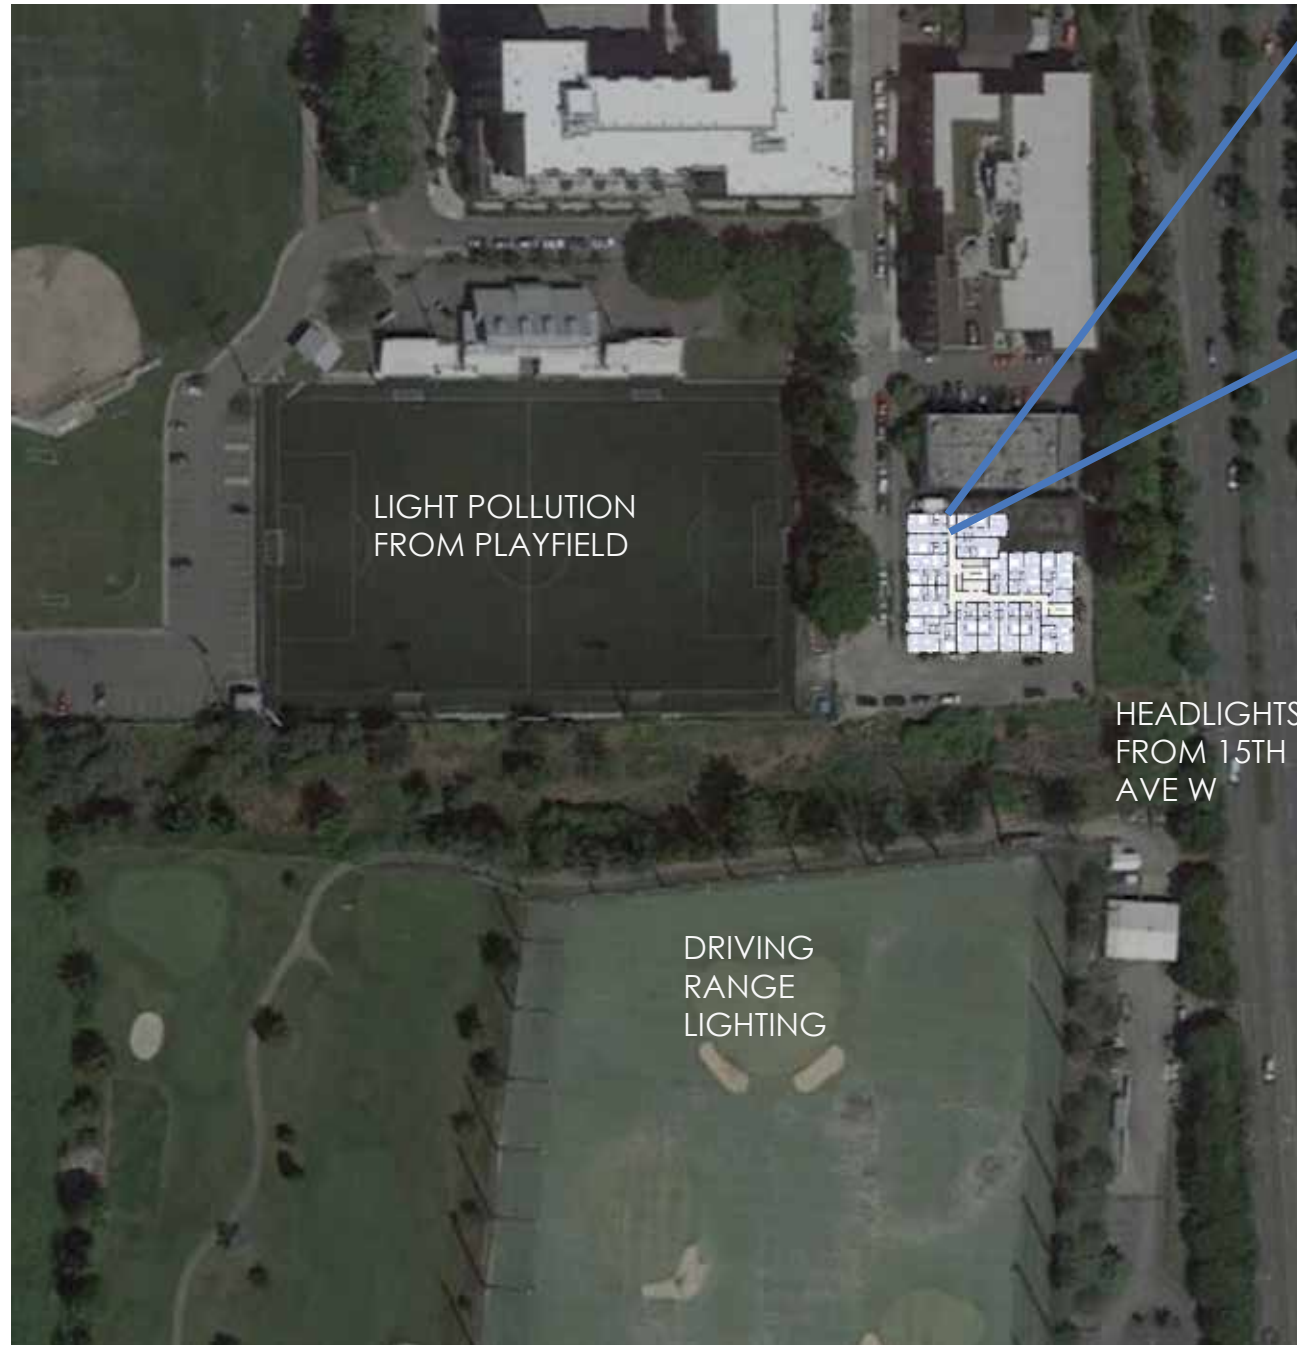 LIGHT POLLUTION
FROM PLAYFIELD
HEADLIGHTS
FROM 15TH
AVE W
DRIVING
RANGE
LIGHTING